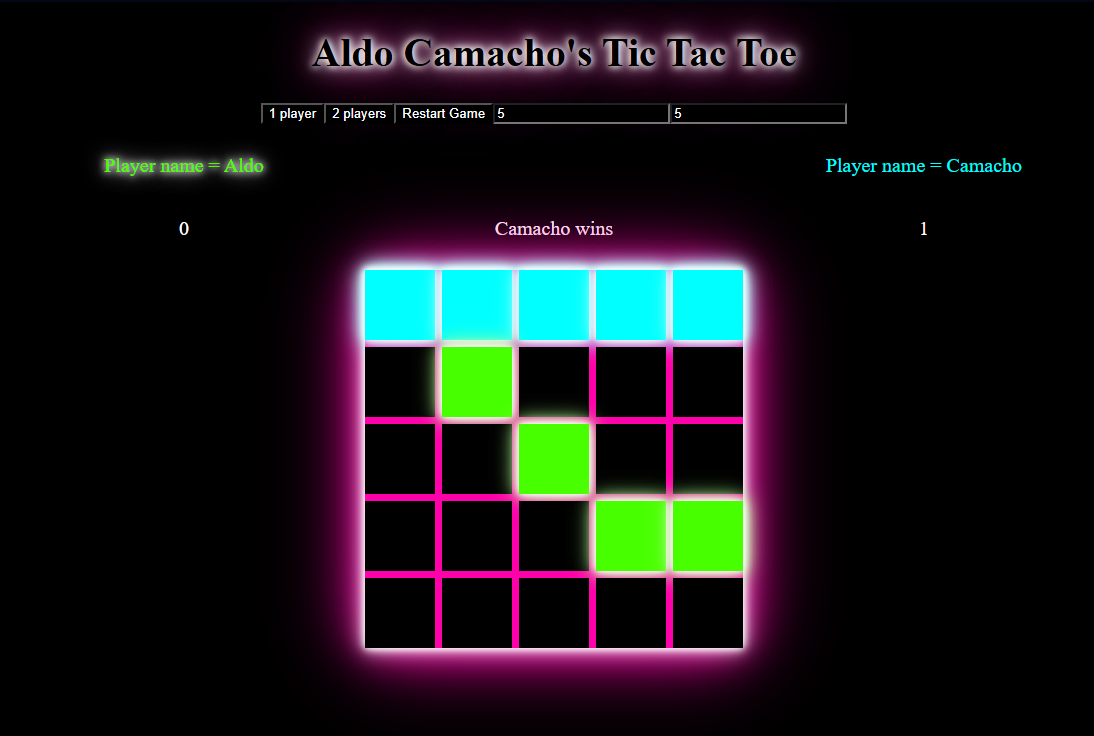 Aldo Camacho's Tic Tac Toe
1 player 2 players Restart Game 5 5
Player name = Aldo Player name = Camacho
0 Camacho wins 1